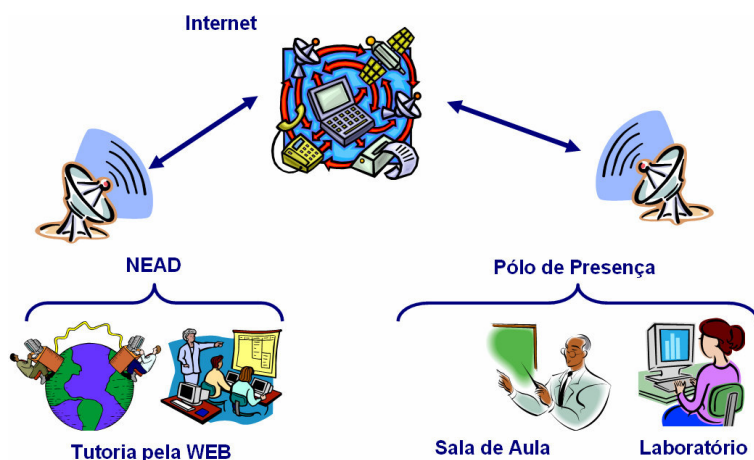 Internet
NEAD
Pólo de Presença
Tutoria pela WEB
Sala de Aula
Laboratório